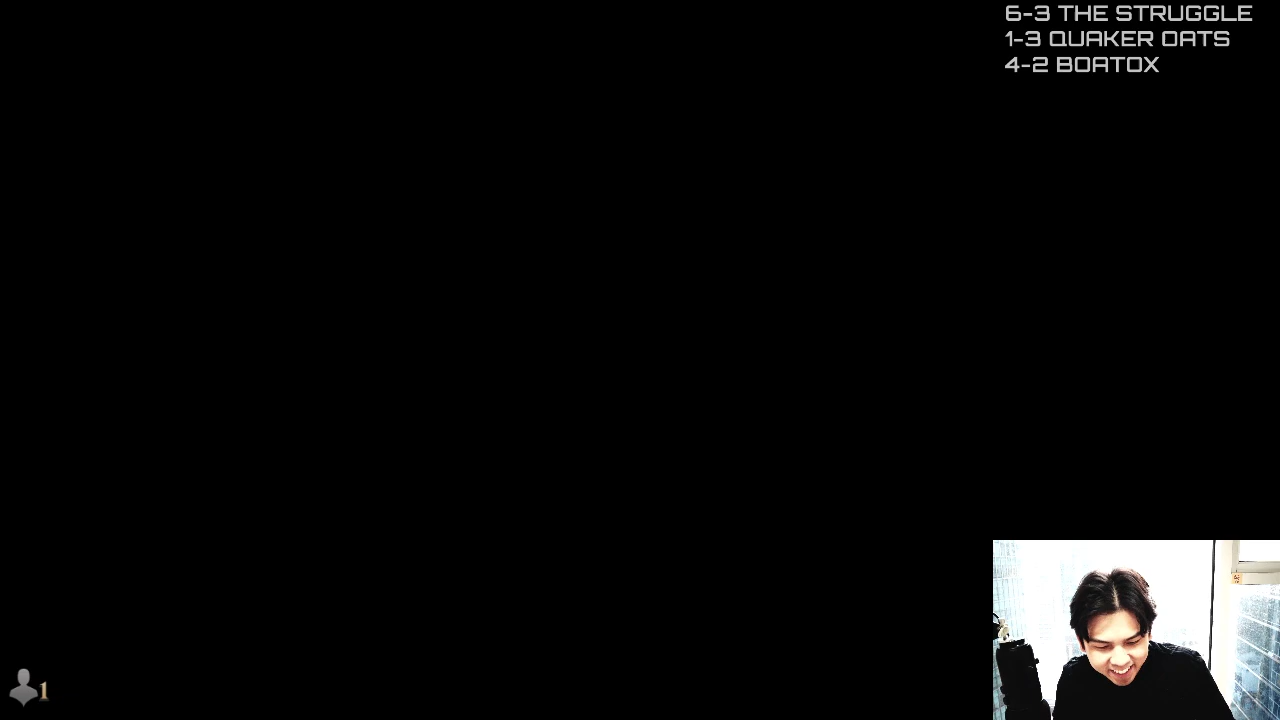 6-3 THE STRUGGLE
1-3 QUAKER OATS
4-2 BOATOX
1